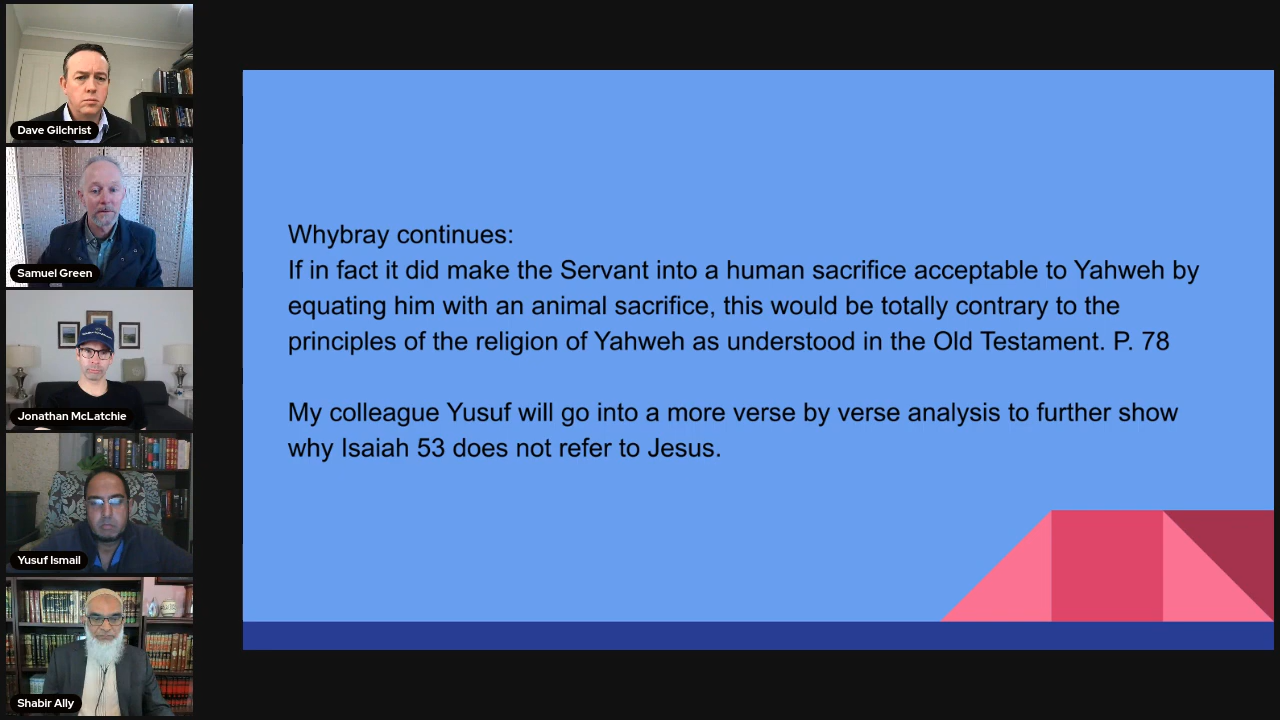 Dave Gilchrist
Samuel Green
Jonathan McLatchie
Yusuf Ismail
Shabir Ally
Whybray continues:
If in fact it did make the Servant into a human sacrifice acceptable to Yahweh by
equating him with an animal sacrifice, this would be totally contrary to the
principles of the religion of Yahweh as understood in the Old Testament. P. 78
My colleague Yusuf will go into a more verse by verse analysis to further show
why Isaiah 53 does not refer to Jesus.